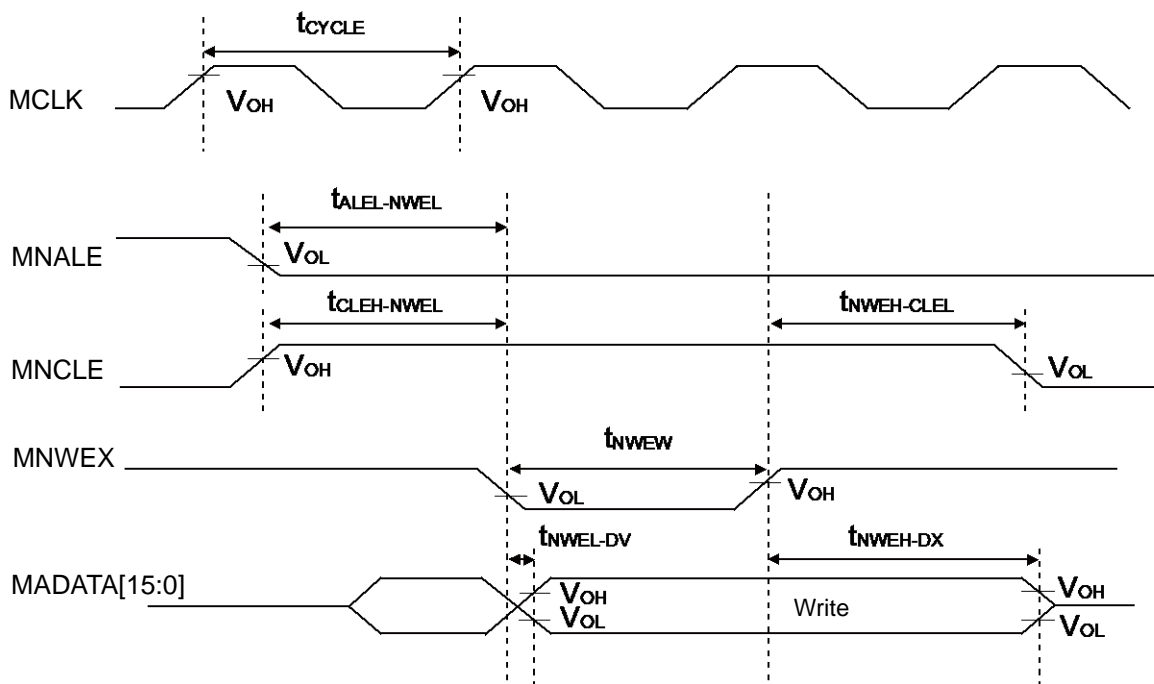 tCYCLE
MCLK
VOH VOH
tALEL-NWEL
MNALE
VOL
tCLEH-NWEL tNWEH-CLEL
MNCLE
VOH VOL
tNWEW
MNWEX
VOL VOH
tNWEL-DV tNWEH-DX
MADATA[15:0]
VOH Write VOH
VOL VOL